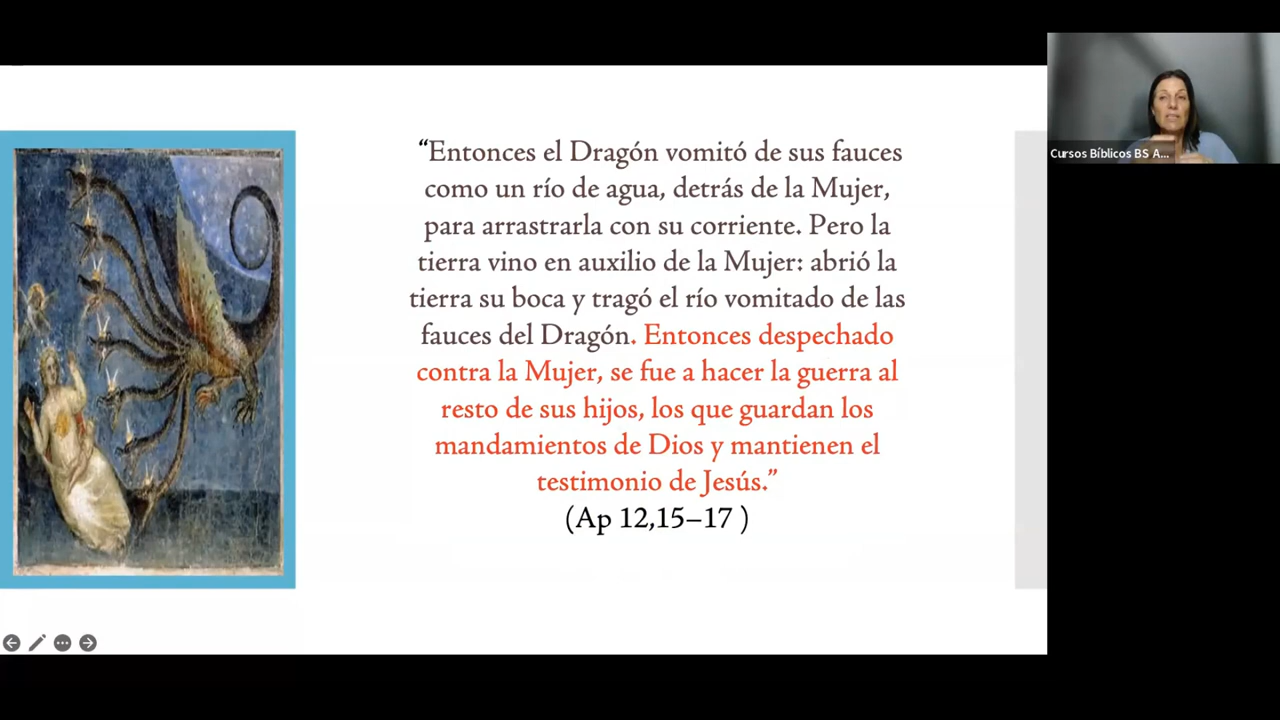 “Entonces el Dragón vomitó de sus fauces
como un río de agua, detrás de la Mujer,
para arrastrarla con su corriente. Pero la
tierra vino en auxilio de la Mujer: abrió la
tierra su boca y tragó el río vomitado de las
fauces del Dragón. Entonces despechado
contra la Mujer, se fue a hacer la guerra al
resto de sus hijos, los que guardan los
mandamientos de Dios y mantienen el
testimonio de Jesús.”
(Ap 12,15–17 )
Cursos Bíblicos BS A...